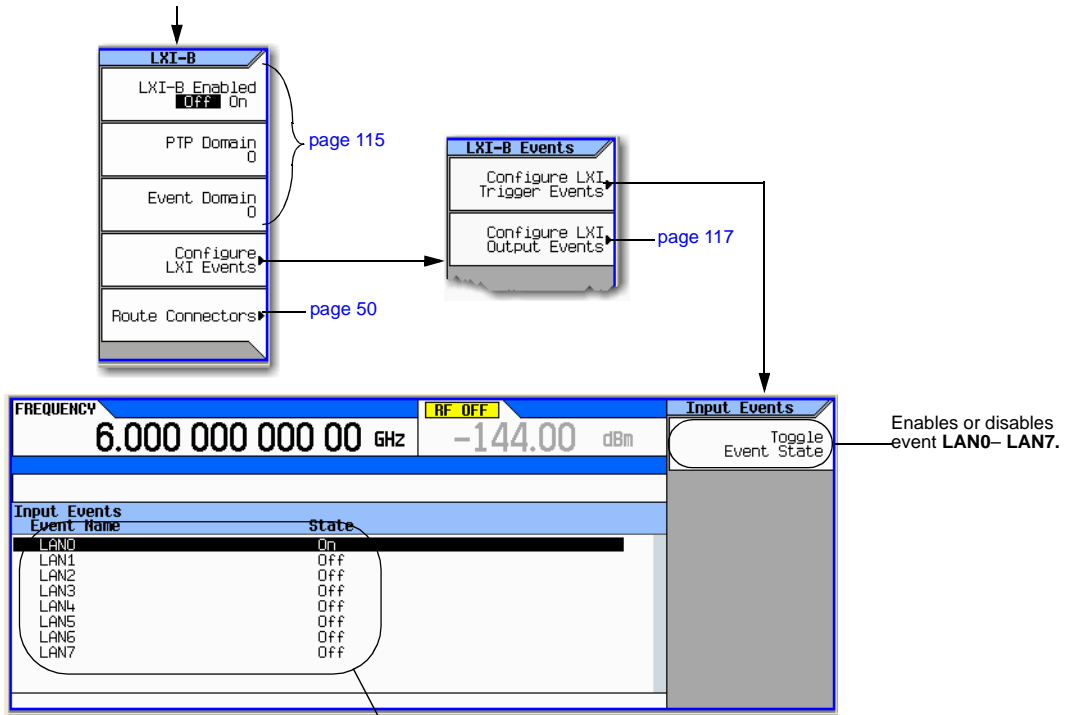 LXI-B
LXI-B Enabled
Off On
PTP Domain
0
Event Domain
0
Configure
LXI Events
Route Connectors
page 115
page 50
LXI-B Events
Configure LXI
Trigger Events
Configure LXI
Output Events
page 117
FREQUENCY
6.000 000 000 00 GHz
RF OFF
-144.00 dBm
Input Events
Toggle
Event State
Enables or disables
event LAN0– LAN7.
Input Events
Event Name State
LAN0 On
LAN1 Off
LAN2 Off
LAN3 Off
LAN4 Off
LAN5 Off
LAN6 Off
LAN7 Off